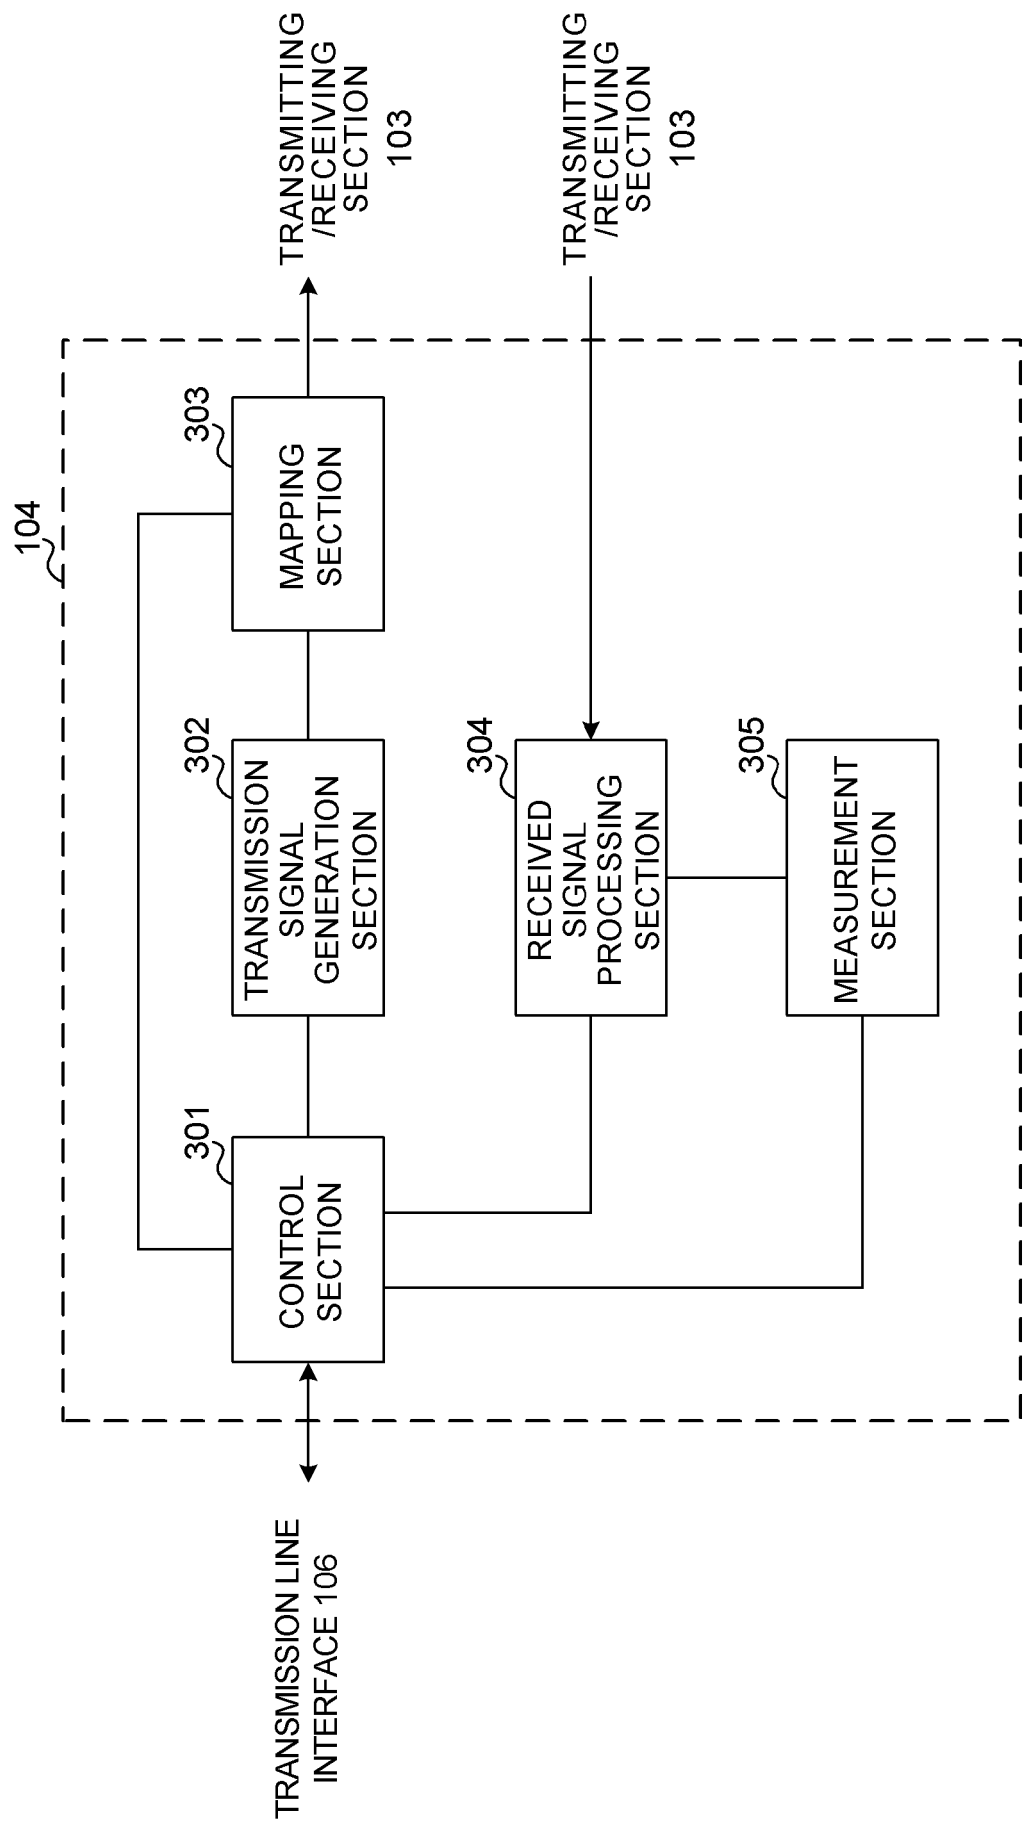 104
TRANSMISSION LINE
INTERFACE 106
301
CONTROL
SECTION
302
TRANSMISSION
SIGNAL
GENERATION
SECTION
303
MAPPING
SECTION
TRANSMITTING
/RECEIVING
SECTION
103
304
RECEIVED
SIGNAL
PROCESSING
SECTION
TRANSMITTING
/RECEIVING
SECTION
103
305
MEASUREMENT
SECTION